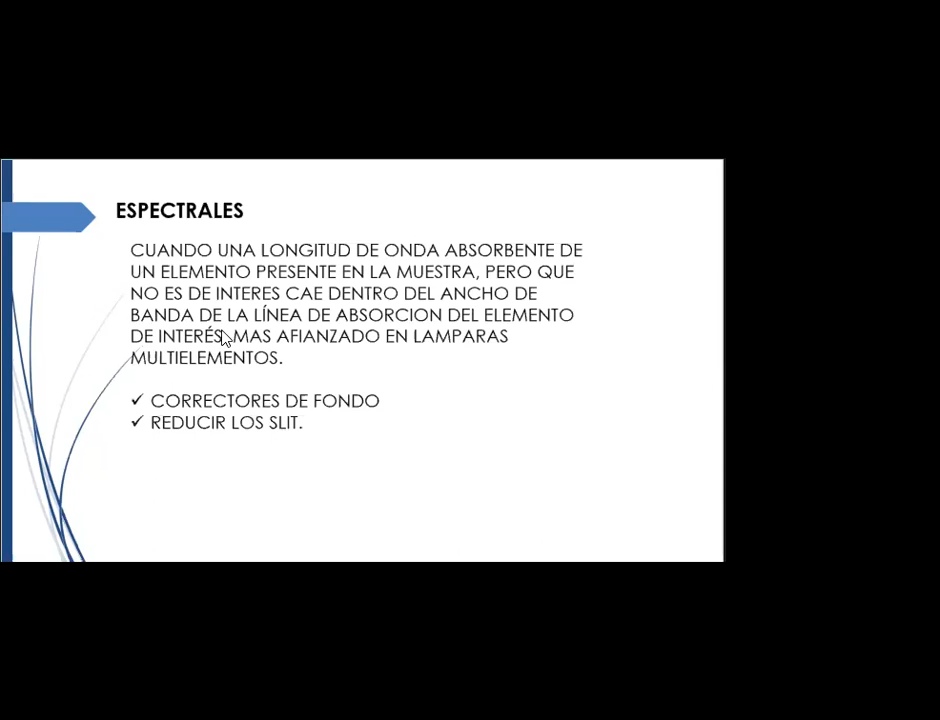 ESPECTRALES
CUANDO UNA LONGITUD DE ONDA ABSORBENTE DE
UN ELEMENTO PRESENTE EN LA MUESTRA, PERO QUE
NO ES DE INTERES CAE DENTRO DEL ANCHO DE
BANDA DE LA LÍNEA DE ABSORCION DEL ELEMENTO
DE INTERÉS, MAS AFIANZADO EN LAMPARAS
MULTIELEMENTOS.
✓ CORRECTORES DE FONDO
✓ REDUCIR LOS SLIT.